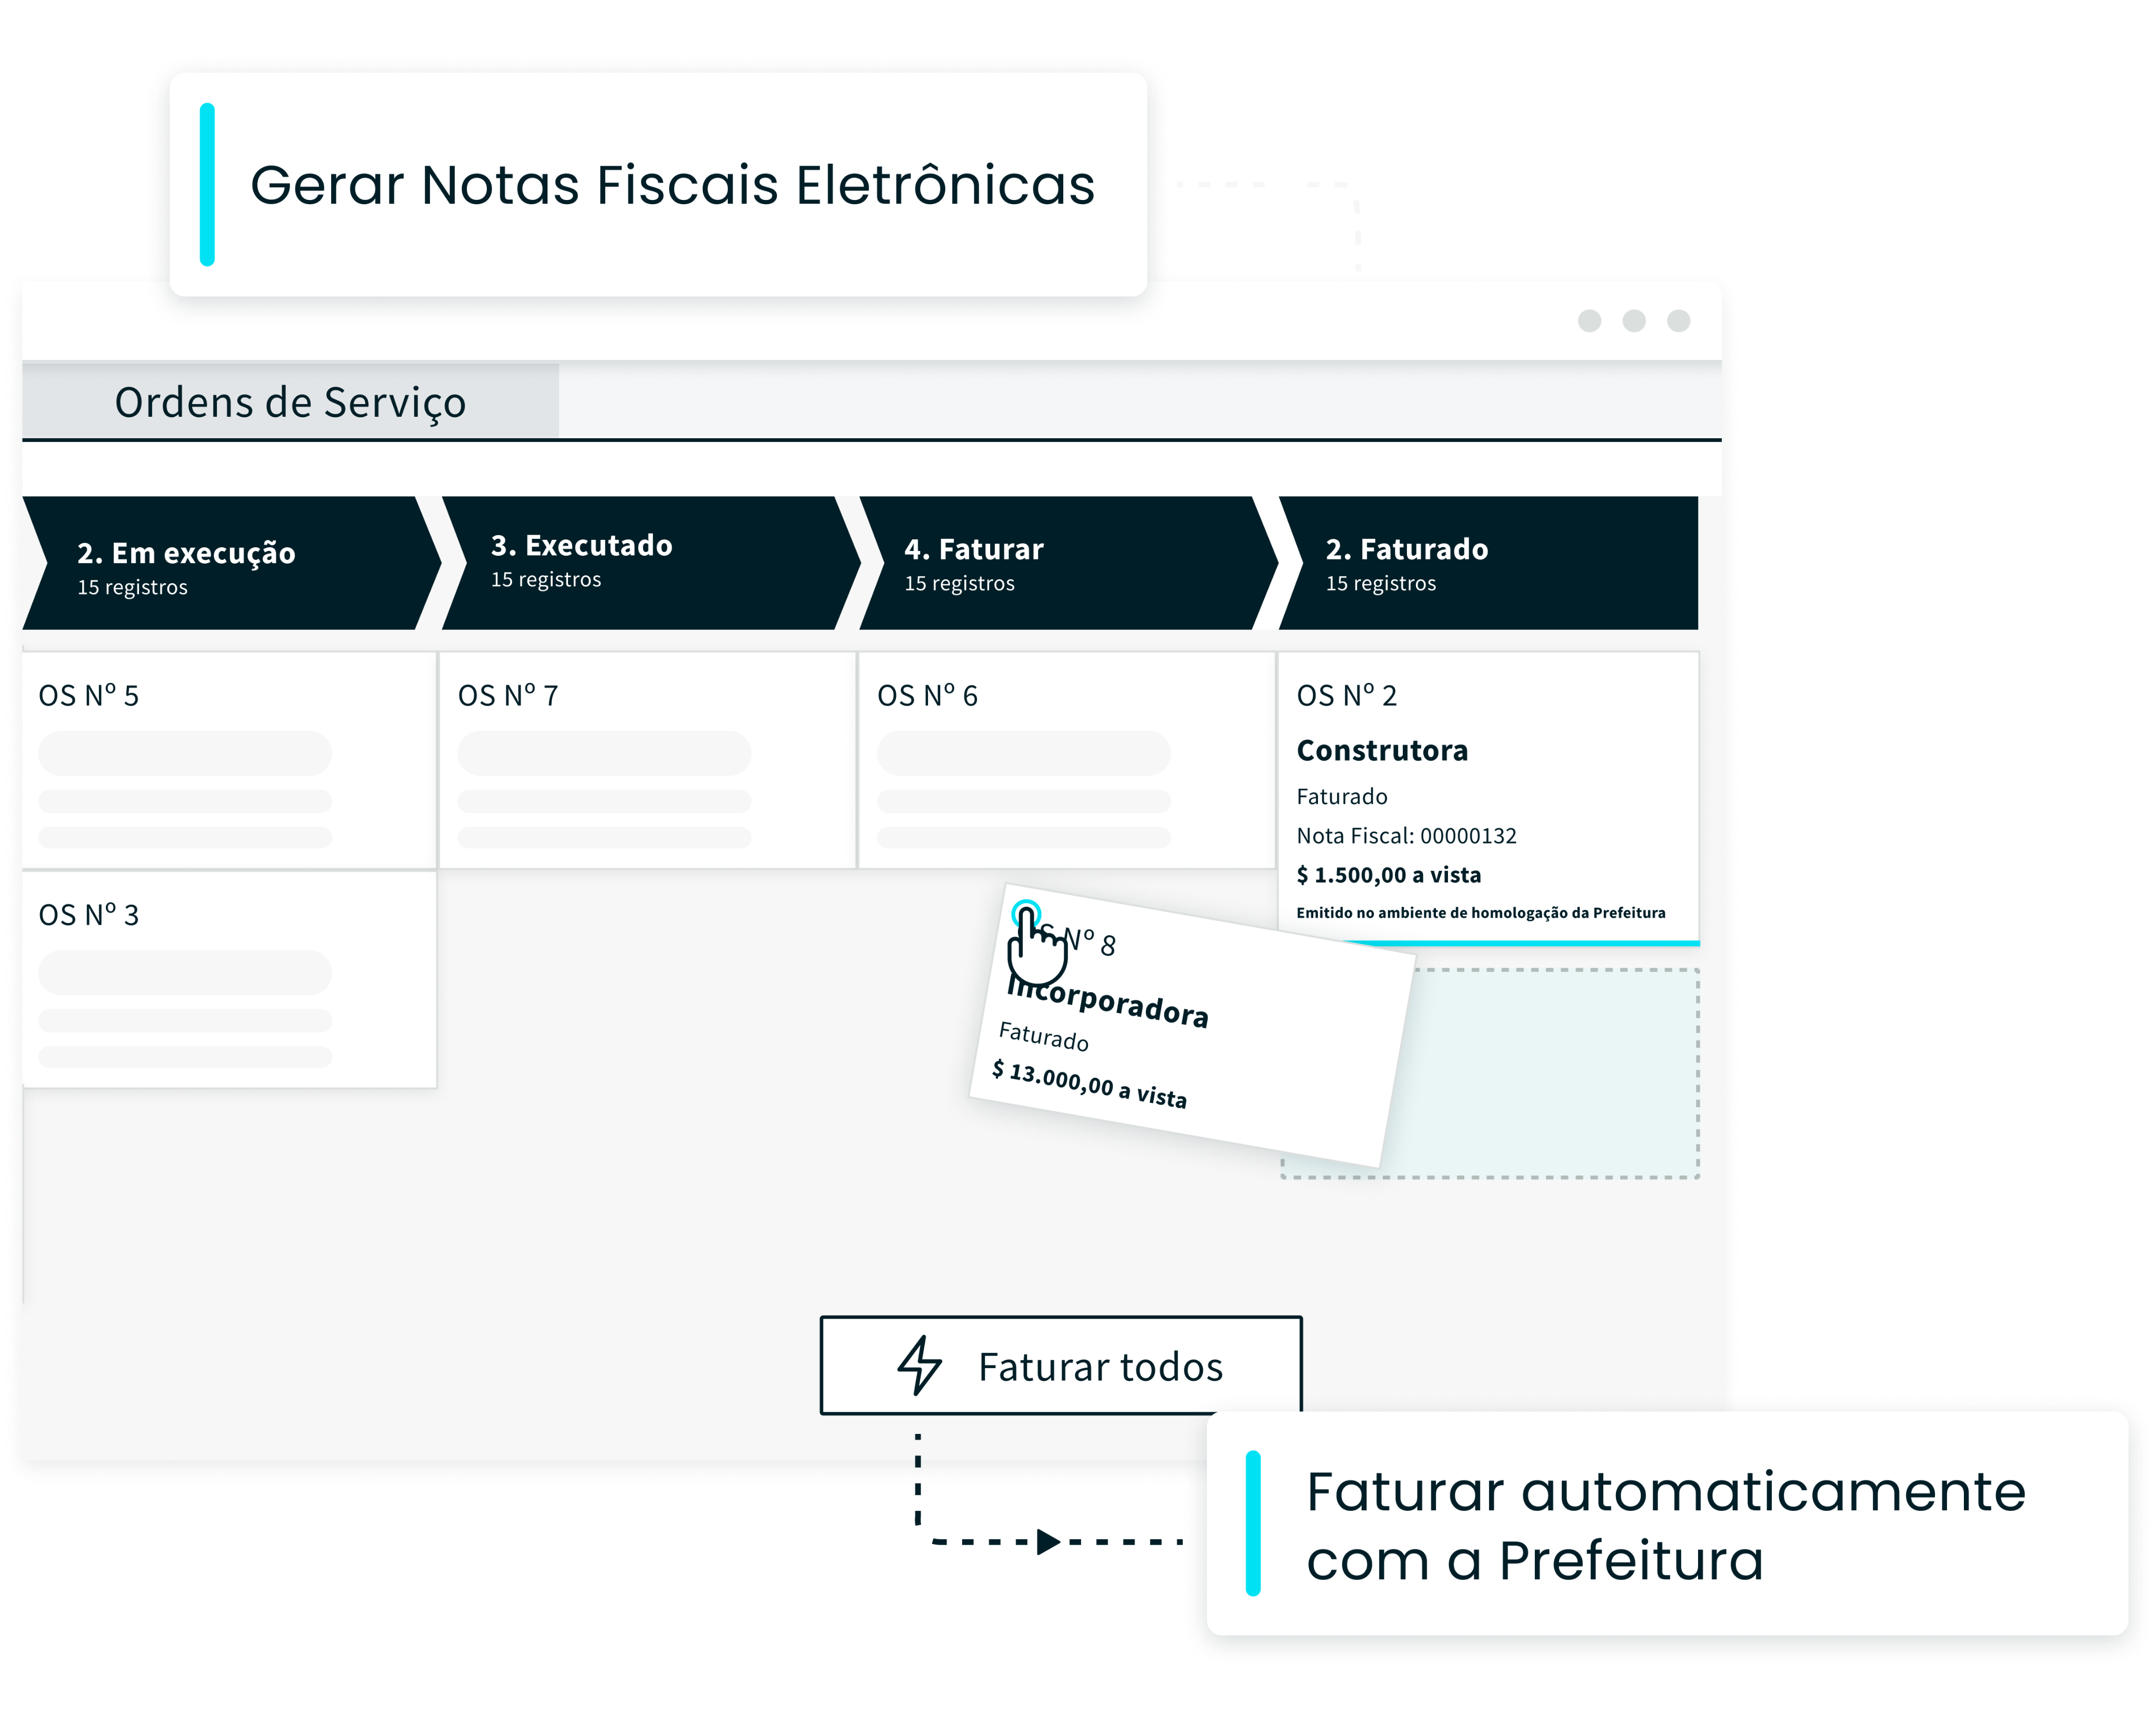 Gerar Notas Fiscais Eletrônicas
Ordens de Serviço
2. Em execução
15 registros
3. Executado
15 registros
4. Faturar
15 registros
2. Faturado
15 registros
OS Nº 5
OS Nº 7
OS Nº 6
OS Nº 2
Construtora
Faturado
Nota Fiscal: 00000132
$ 1.500,00 a vista
Emitido no ambiente de homologação da Prefeitura
OS Nº 3
OS Nº 8
Incorporadora
Faturado
$ 13.000,00 a vista
Faturar todos
Faturar automaticamente
com a Prefeitura